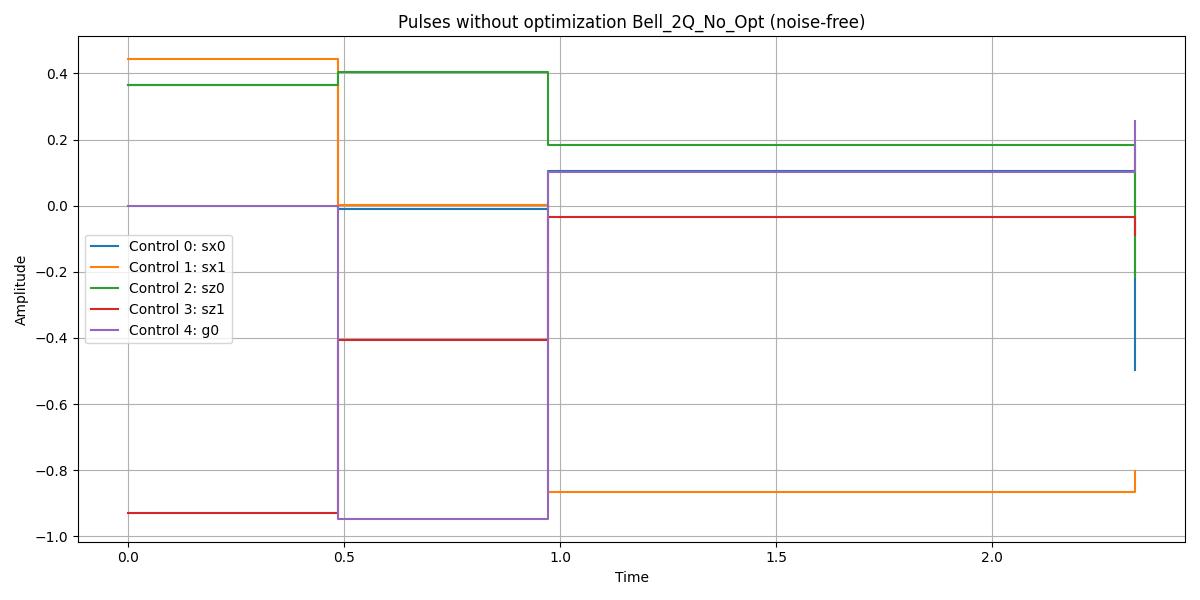 Pulses without optimization Bell_2Q_No_Opt (noise-free)
0.4
0.2
0.0
−0.2
−0.4
−0.6
−0.8
−1.0
Amplitude
Control 0: sx0
Control 1: sx1
Control 2: sz0
Control 3: sz1
Control 4: g0
0.0
0.5
1.0
1.5
2.0
Time